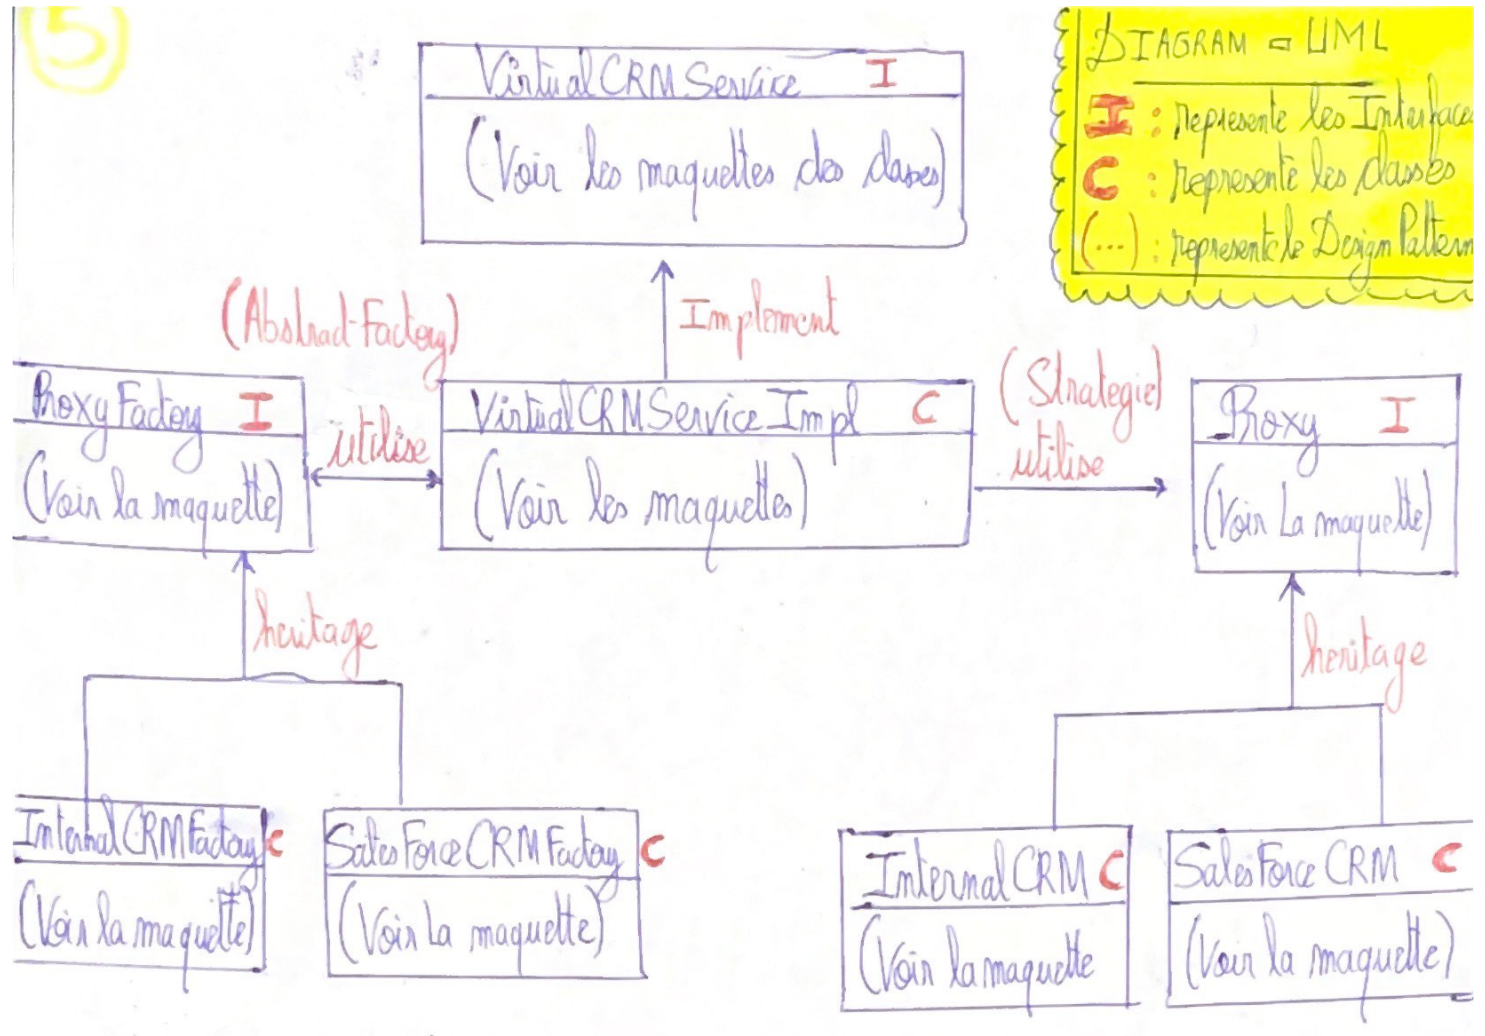 5
DIAGRAM UML
I : represente les Interfaces
C : represente les classes
(...) : represente le Design Pattern
VirtualCRMService I
(Voir les maquettes des classes)
Implement
(Abstract-Factory)
utilise
(Strategie)
utilise
ProxyFactory I
(Voir la maquette)
VirtualCRMServiceImpl C
(Voir les maquettes)
Proxy I
(Voir La maquette)
heritage
heritage
InternalCRMFactory C
(Voir la maquette)
SalesForceCRMFactory C
(Voir La maquette)
InternalCRM C
(Voir la maquette
SalesForceCRM C
(Voir la maquette)